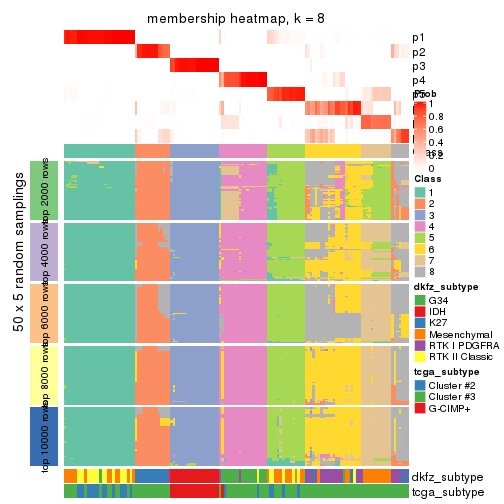 membership heatmap, k = 8
p1
p2
p3
p4
Prob
1
0.8
0.6
0.4
0.2
0
Class
1
2
3
4
5
6
7
8
dkfz_subtype
G34
IDH
K27
Mesenchymal
RTK I PDGFRA
RTK II Classic
tcga_subtype
Cluster #2
Cluster #3
G-CIMP+
50 x 5 random samplings
top 2000 rows
top 4000 rows
top 6000 rows
top 8000 rows
top 10000 rows
dkfz_subtype
tcga_subtype